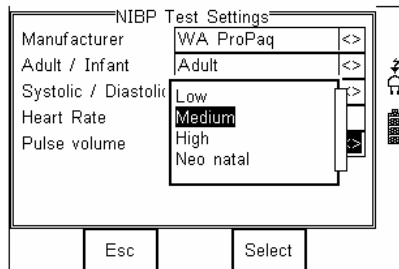 NIBP Test Settings
Manufacturer WA ProPaq <>
Adult / Infant Adult <>
Systolic / Diastolic <>
Low
Heart Rate Medium
Pulse volume High <>
Neo natal
Esc Select